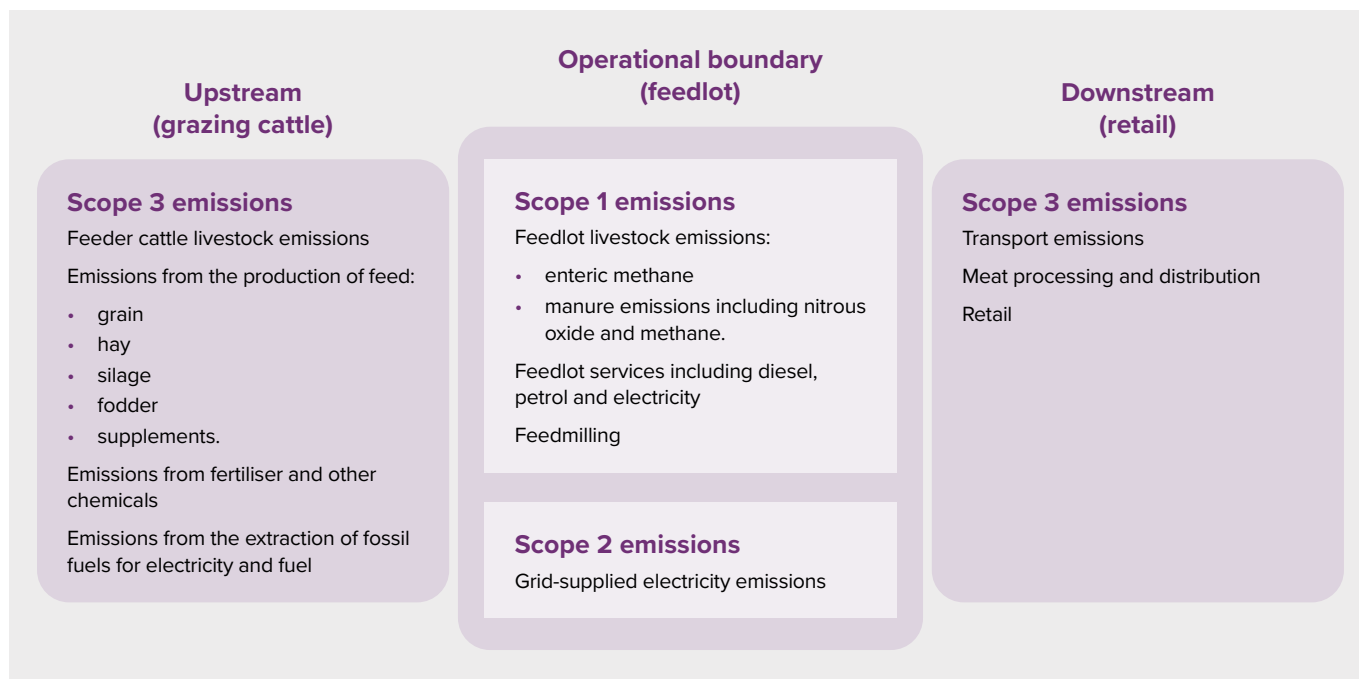 Upstream
(grazing cattle)
Scope 3 emissions
Feeder cattle livestock emissions
Emissions from the production of feed:
• grain
• hay
• silage
• fodder
• supplements.
Emissions from fertiliser and other
chemicals
Emissions from the extraction of fossil
fuels for electricity and fuel
Operational boundary
(feedlot)
Scope 1 emissions
Feedlot livestock emissions:
• enteric methane
• manure emissions including nitrous
oxide and methane.
Feedlot services including diesel,
petrol and electricity
Feedmilling
Scope 2 emissions
Grid-supplied electricity emissions
Downstream
(retail)
Scope 3 emissions
Transport emissions
Meat processing and distribution
Retail